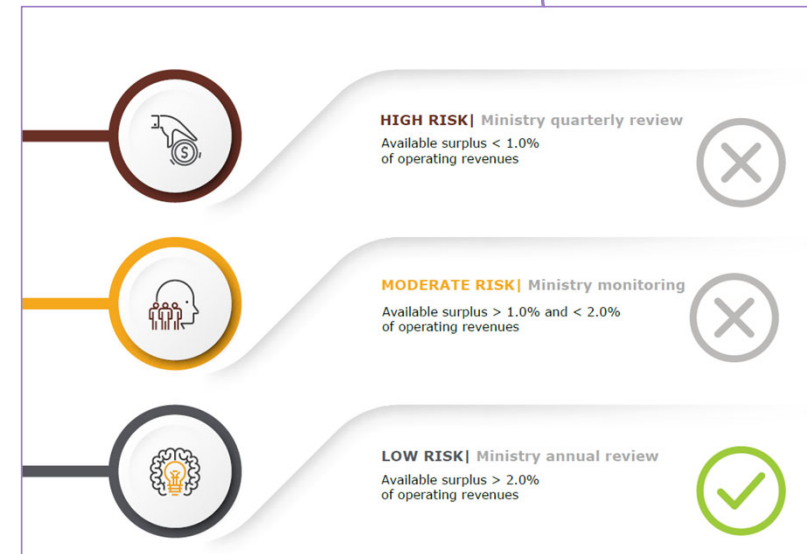 HIGH RISK| Ministry quarterly review
Available surplus < 1.0%
of operating revenues
MODERATE RISK| Ministry monitoring
Available surplus > 1.0% and < 2.0%
of operating revenues
LOW RISK| Ministry annual review
Available surplus > 2.0%
of operating revenues